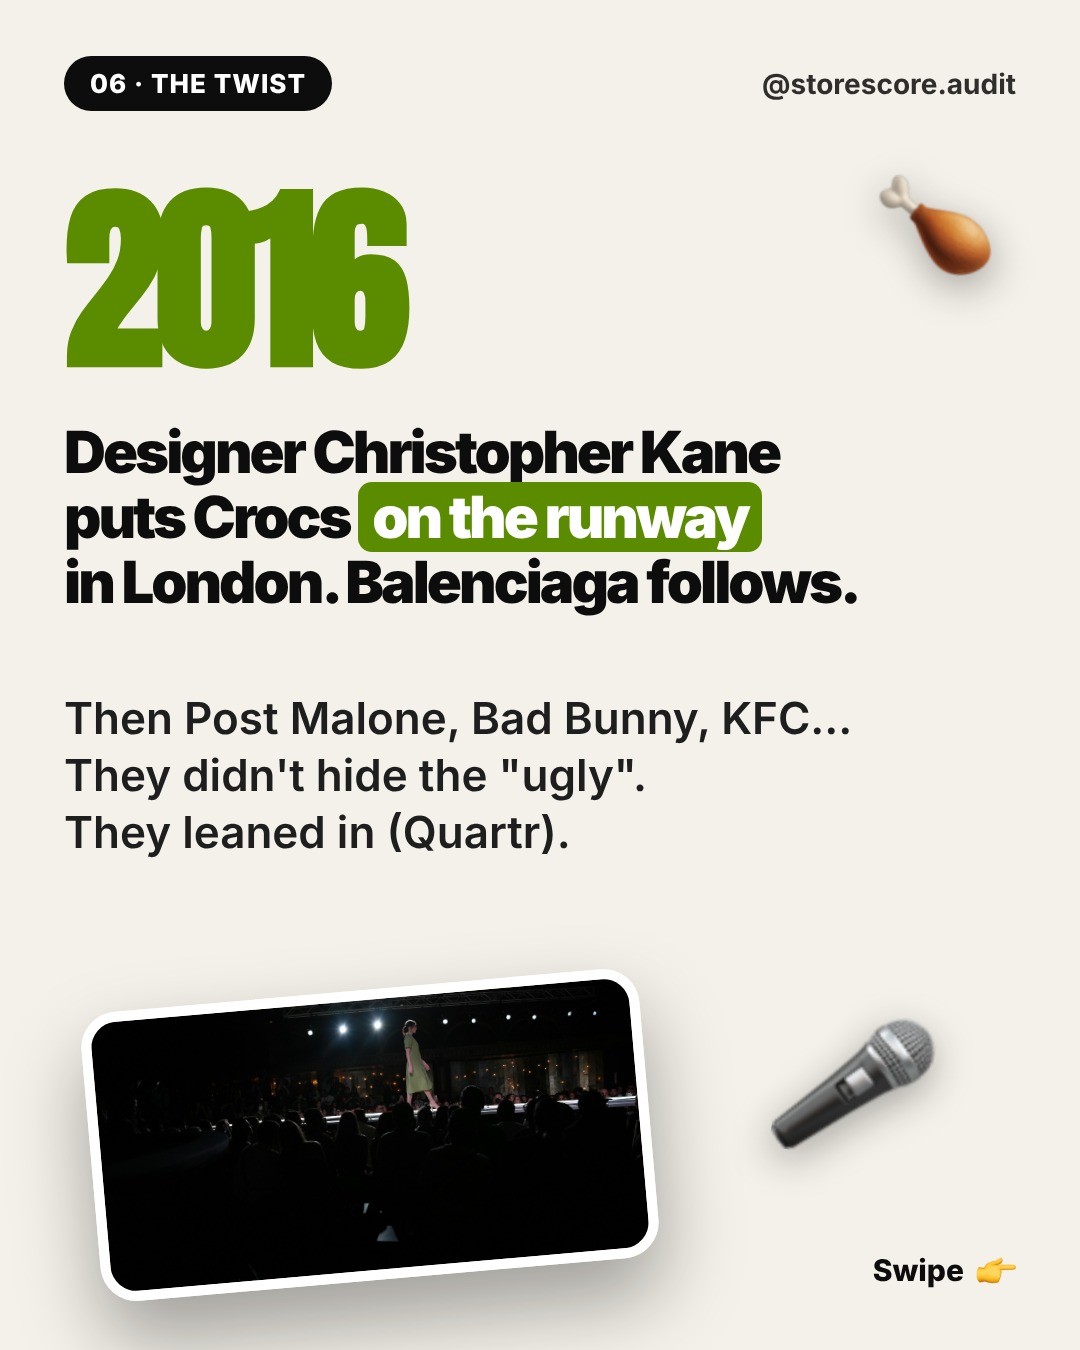 06 · THE TWIST
@storescore.audit
2016
Designer Christopher Kane
puts Crocs on the runway
in London. Balenciaga follows.
Then Post Malone, Bad Bunny, KFC...
They didn't hide the "ugly".
They leaned in (Quartr).
Swipe 👉